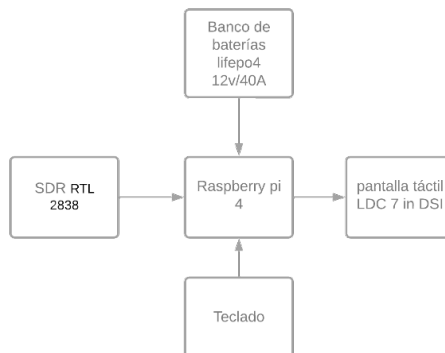 Banco de
baterías
lifepo4
12v/40A
SDR RTL
2838
Raspberry pi
4
pantalla táctil
LDC 7 in DSI
Teclado